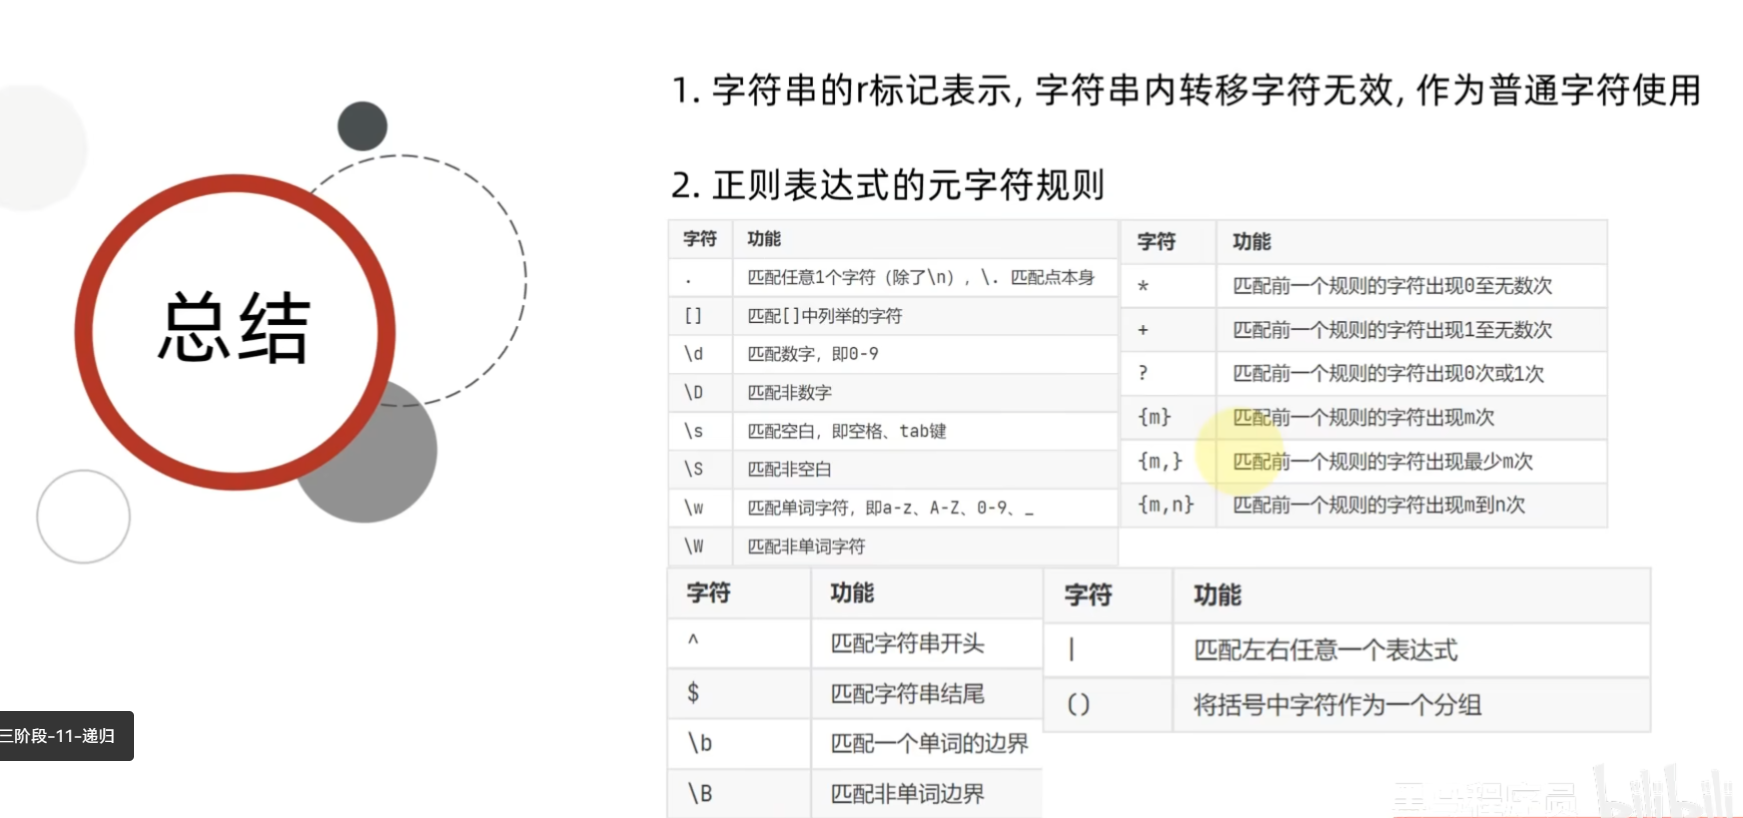 总结
1. 字符串的r标记表示, 字符串内转移字符无效, 作为普通字符使用
2. 正则表达式的元字符规则
字符 功能
. 匹配任意1个字符（除了\n）, \. 匹配点本身
[] 匹配[]中列举的字符
\d 匹配数字，即0-9
\D 匹配非数字
\s 匹配空白，即空格、tab键
\S 匹配非空白
\w 匹配单词字符，即a-z、A-Z、0-9、_
\W 匹配非单词字符
字符 功能
* 匹配前一个规则的字符出现0至无数次
+ 匹配前一个规则的字符出现1至无数次
? 匹配前一个规则的字符出现0次或1次
{m} 匹配前一个规则的字符出现m次
{m,} 匹配前一个规则的字符出现最少m次
{m,n} 匹配前一个规则的字符出现m到n次
字符 功能
^ 匹配字符串开头
$ 匹配字符串结尾
\b 匹配一个单词的边界
\B 匹配非单词边界
字符 功能
| 匹配左右任意一个表达式
() 将括号中字符作为一个分组
三阶段-11-递归
bilibili